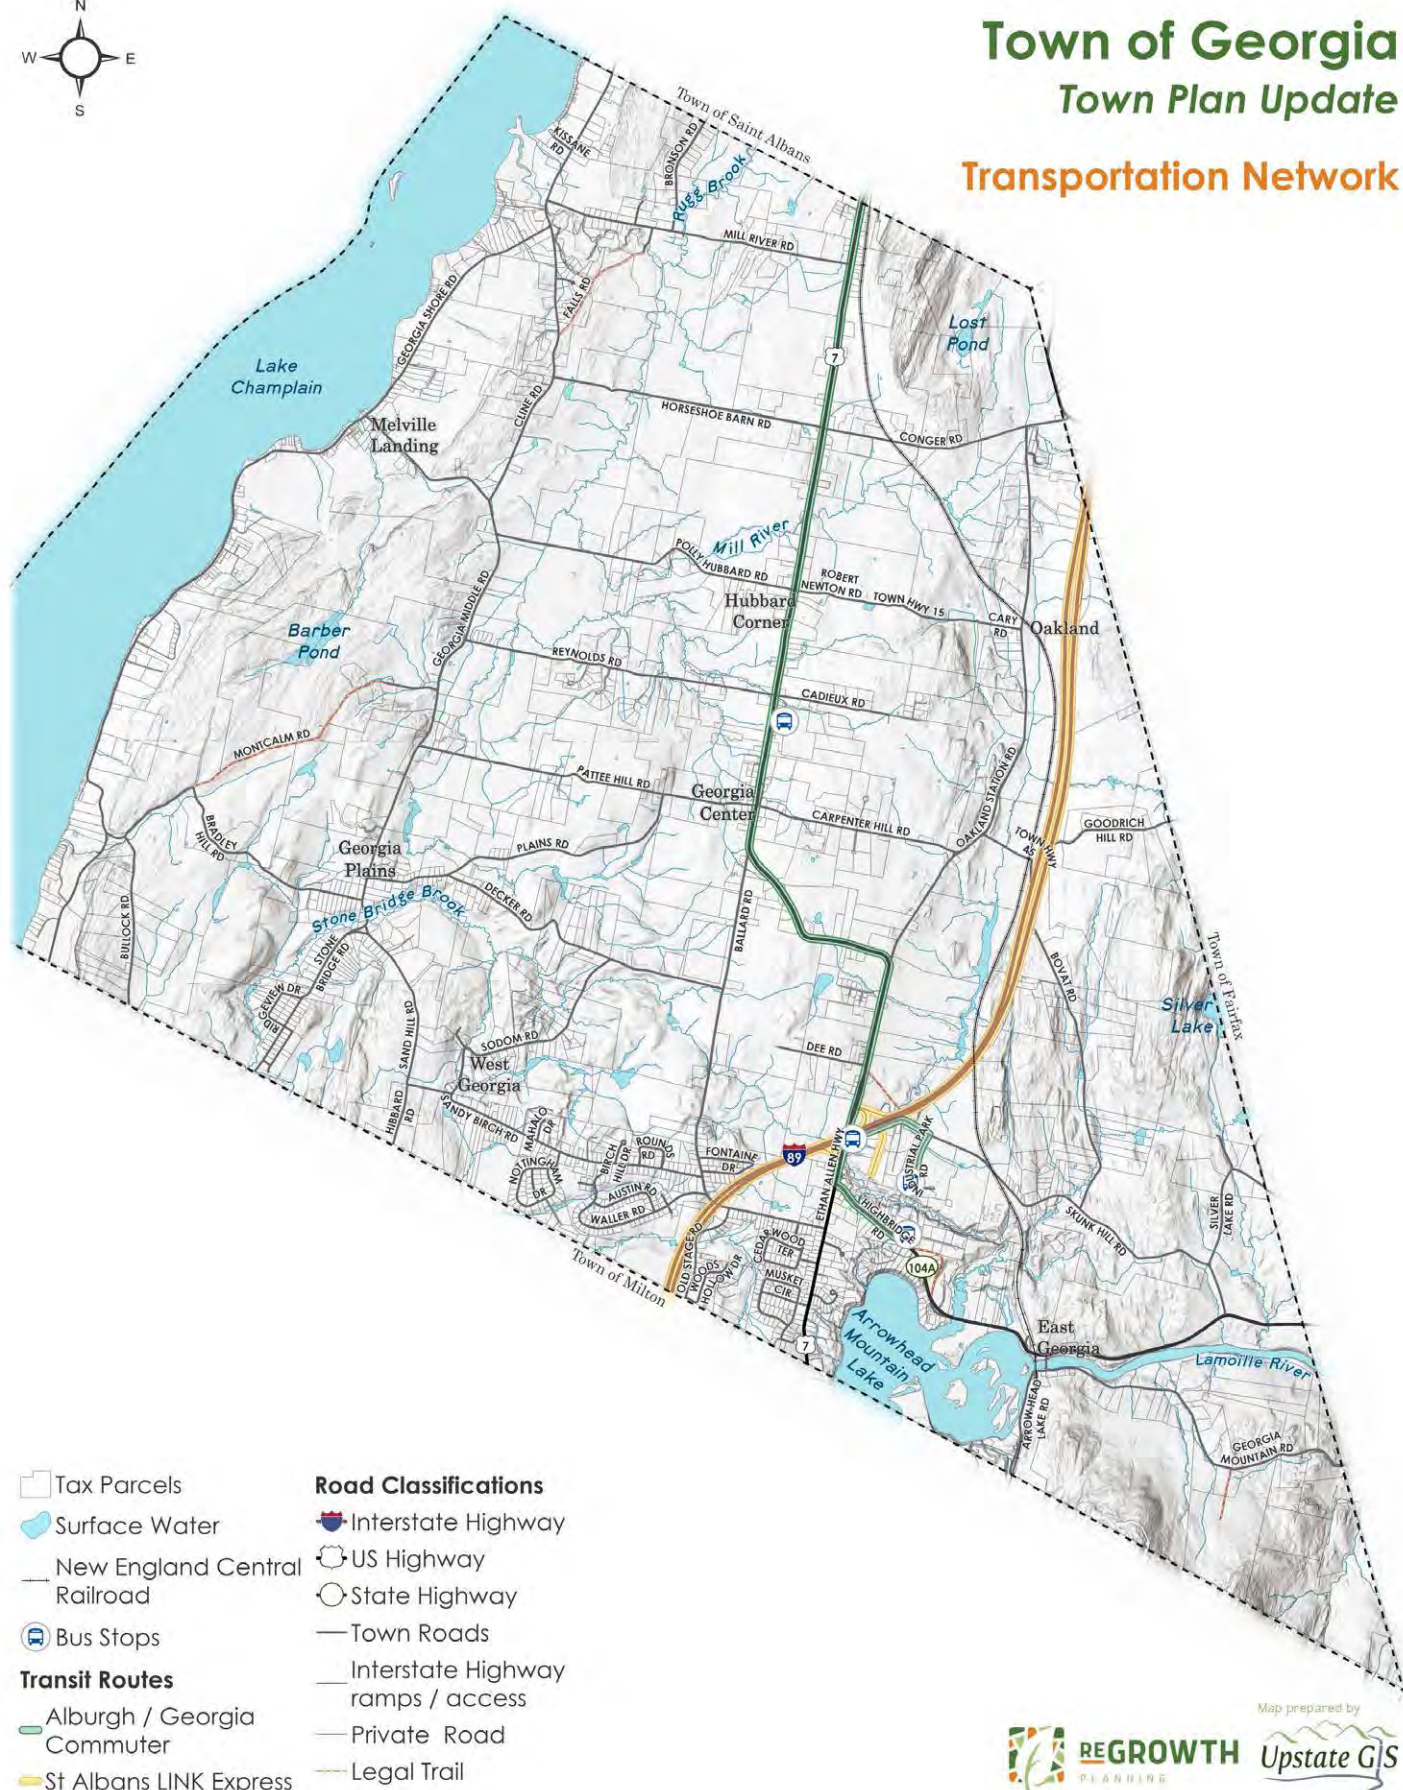 N
W
E
S
Town of Georgia
Town Plan Update
Transportation Network
Town of Saint Albans
KISSANE
RD
BRONSON RD
Rugg Brook
MILL RIVER RD
GEORGIA SHORE RD
FALLS RD
Lost
Pond
7
Lake
Champlain
CLINE RD
HORSESHOE BARN RD
CONGER RD
Melville
Landing
Mill River
POLLY HUBBARD RD
ROBERT
NEWTON RD
TOWN HWY 15
Hubbard
Corner
CARY
RD
Oakland
GEORGIA MIDDLE RD
Barber
Pond
REYNOLDS RD
CADIEUX RD
MONTCALM RD
PATTEE HILL RD
Georgia
Center
CARPENTER HILL RD
OAKLAND STATION RD
TOWN HWY
45
GOODRICH
HILL RD
BRADLEY
HILL RD
Georgia
Plains
PLAINS RD
DECKER RD
Stone Bridge Brook
BULLOCK RD
STONE
BRIDGE RD
BALLARD RD
BOVAT RD
Town of Fairfax
Silver
Lake
RIDGEVIEW DR
SAND HILL RD
SODOM RD
West
Georgia
DEE RD
HIBBARD
RD
SANDY BIRCH RD
MAHALO
DR
NOTTINGHAM
DR
BIRCH
HILL DR
ROUNDS
RD
FONTAINE
DR
89
ETHAN ALLEN HWY
INDUSTRIAL PARK
RD
AUSTIN RD
WALLER RD
HIGHBRIDGE
RD
SKUNK HILL RD
SILVER
LAKE RD
Town of Milton
OLD STAGE RD
WOODS
HOLLOW DR
CEDARWOOD
TER
MUSKET
CIR
104A
7
Arrowhead
Mountain
Lake
East
Georgia
Lamoille River
ARROWHEAD
LAKE RD
GEORGIA
MOUNTAIN RD
Tax Parcels
Surface Water
New England Central
Railroad
Bus Stops
Transit Routes
Alburgh / Georgia
Commuter
St Albans LINK Express
Road Classifications
Interstate Highway
US Highway
State Highway
Town Roads
Interstate Highway
ramps / access
Private Road
Legal Trail
REGROWTH
PLANNING
Map prepared by
Upstate GIS